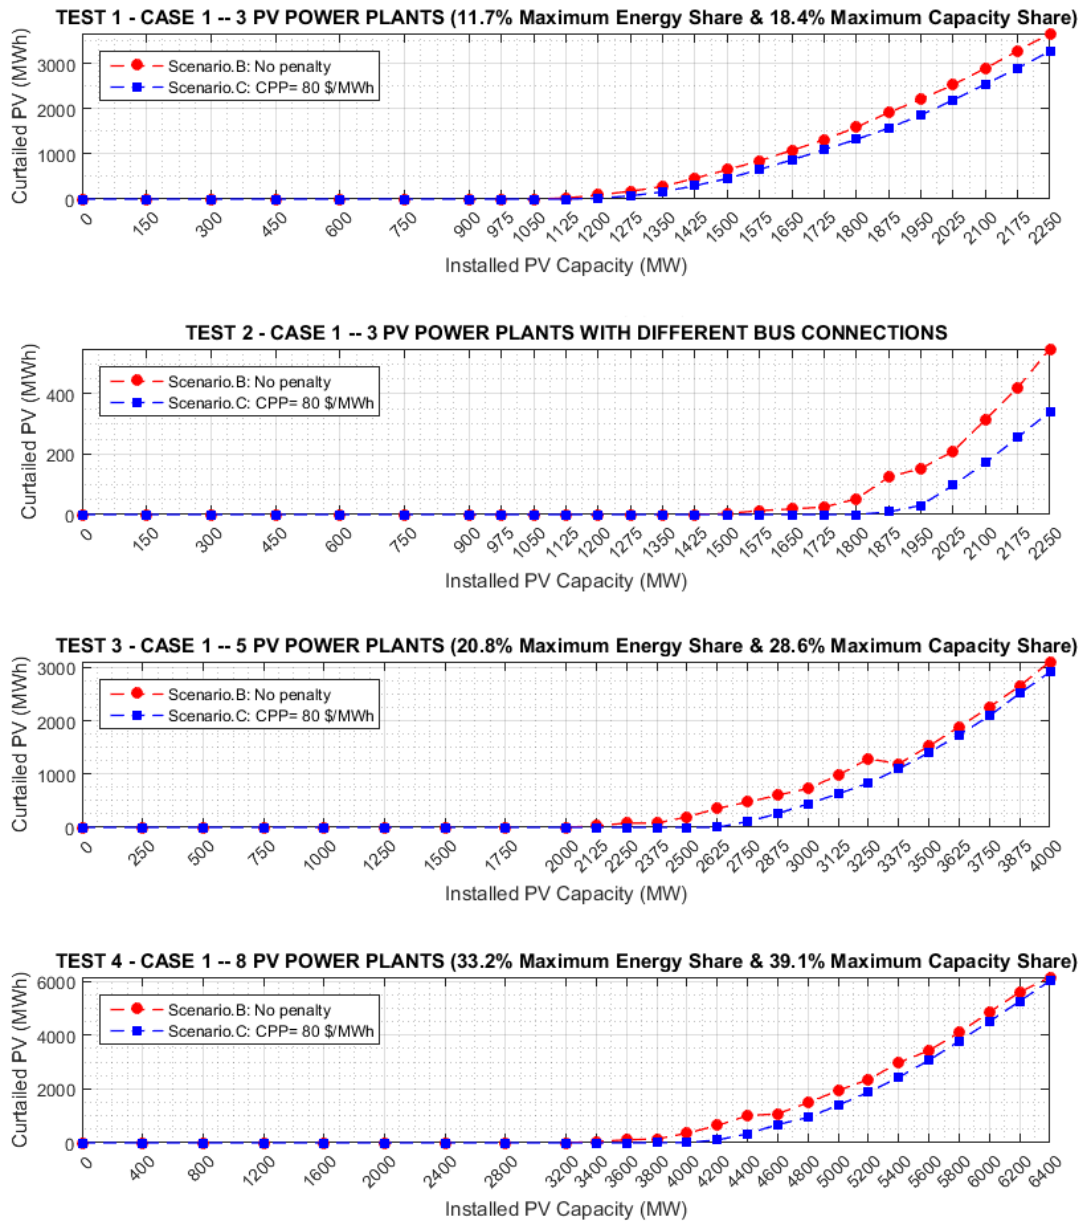 TEST 1 - CASE 1 -- 3 PV POWER PLANTS (11.7% Maximum Energy Share & 18.4% Maximum Capacity Share)
Curtailed PV (MWh)
3000
2000
1000
0
Scenario.B: No penalty
Scenario.C: CPP= 80 $/MWh
0 150 300 450 600 750 900 975 1050 1125 1200 1275 1350 1425 1500 1575 1650 1725 1800 1875 1950 2025 2100 2175 2250
Installed PV Capacity (MW)
TEST 2 - CASE 1 -- 3 PV POWER PLANTS WITH DIFFERENT BUS CONNECTIONS
Curtailed PV (MWh)
400
200
0
Scenario.B: No penalty
Scenario.C: CPP= 80 $/MWh
0 150 300 450 600 750 900 975 1050 1125 1200 1275 1350 1425 1500 1575 1650 1725 1800 1875 1950 2025 2100 2175 2250
Installed PV Capacity (MW)
TEST 3 - CASE 1 -- 5 PV POWER PLANTS (20.8% Maximum Energy Share & 28.6% Maximum Capacity Share)
Curtailed PV (MWh)
3000
2000
1000
0
Scenario.B: No penalty
Scenario.C: CPP= 80 $/MWh
0 250 500 750 1000 1250 1500 1750 2000 2125 2250 2375 2500 2625 2750 2875 3000 3125 3250 3375 3500 3625 3750 3875 4000
Installed PV Capacity (MW)
TEST 4 - CASE 1 -- 8 PV POWER PLANTS (33.2% Maximum Energy Share & 39.1% Maximum Capacity Share)
Curtailed PV (MWh)
6000
4000
2000
0
Scenario.B: No penalty
Scenario.C: CPP= 80 $/MWh
0 400 800 1200 1600 2000 2400 2800 3200 3400 3600 3800 4000 4200 4400 4600 4800 5000 5200 5400 5600 5800 6000 6200 6400
Installed PV Capacity (MW)